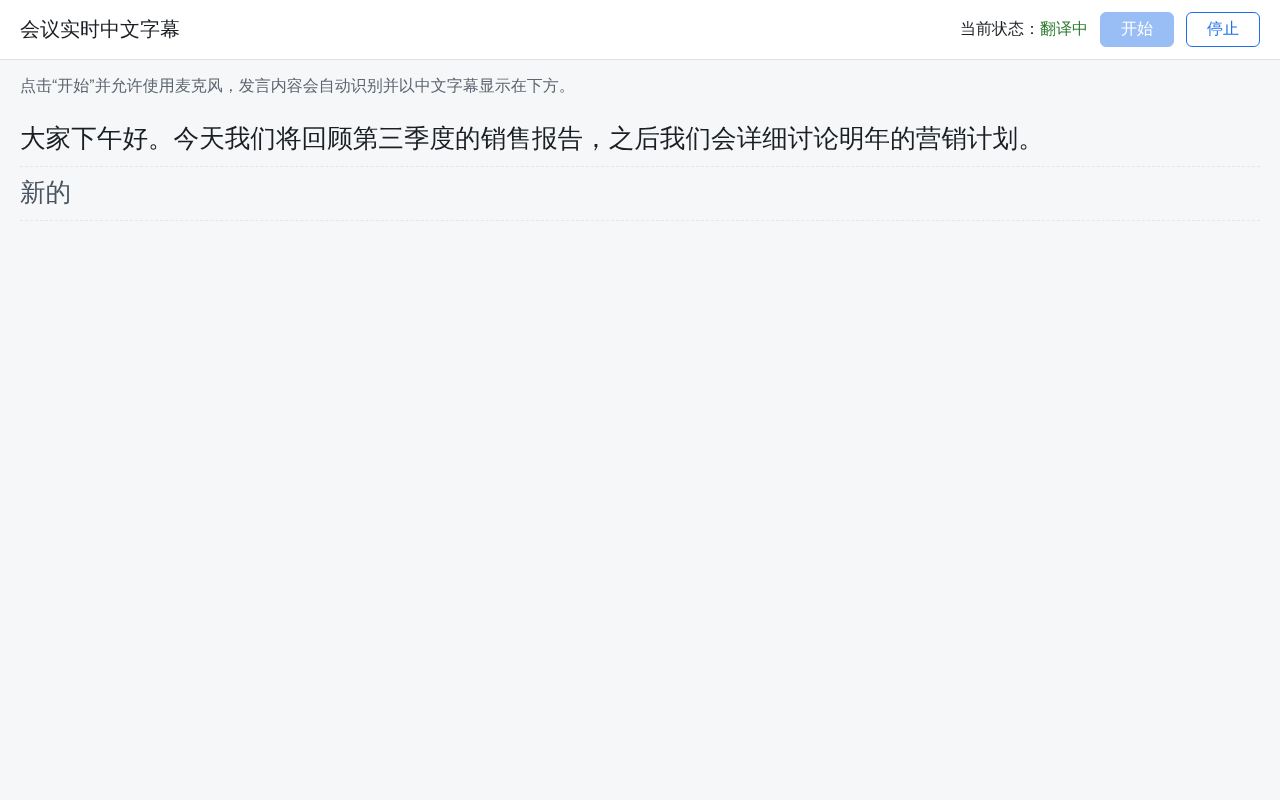 会议实时中文字幕
当前状态：翻译中
开始
停止
点击“开始”并允许使用麦克风，发言内容会自动识别并以中文字幕显示在下方。
大家下午好。今天我们将回顾第三季度的销售报告，之后我们会详细讨论明年的营销计划。
新的